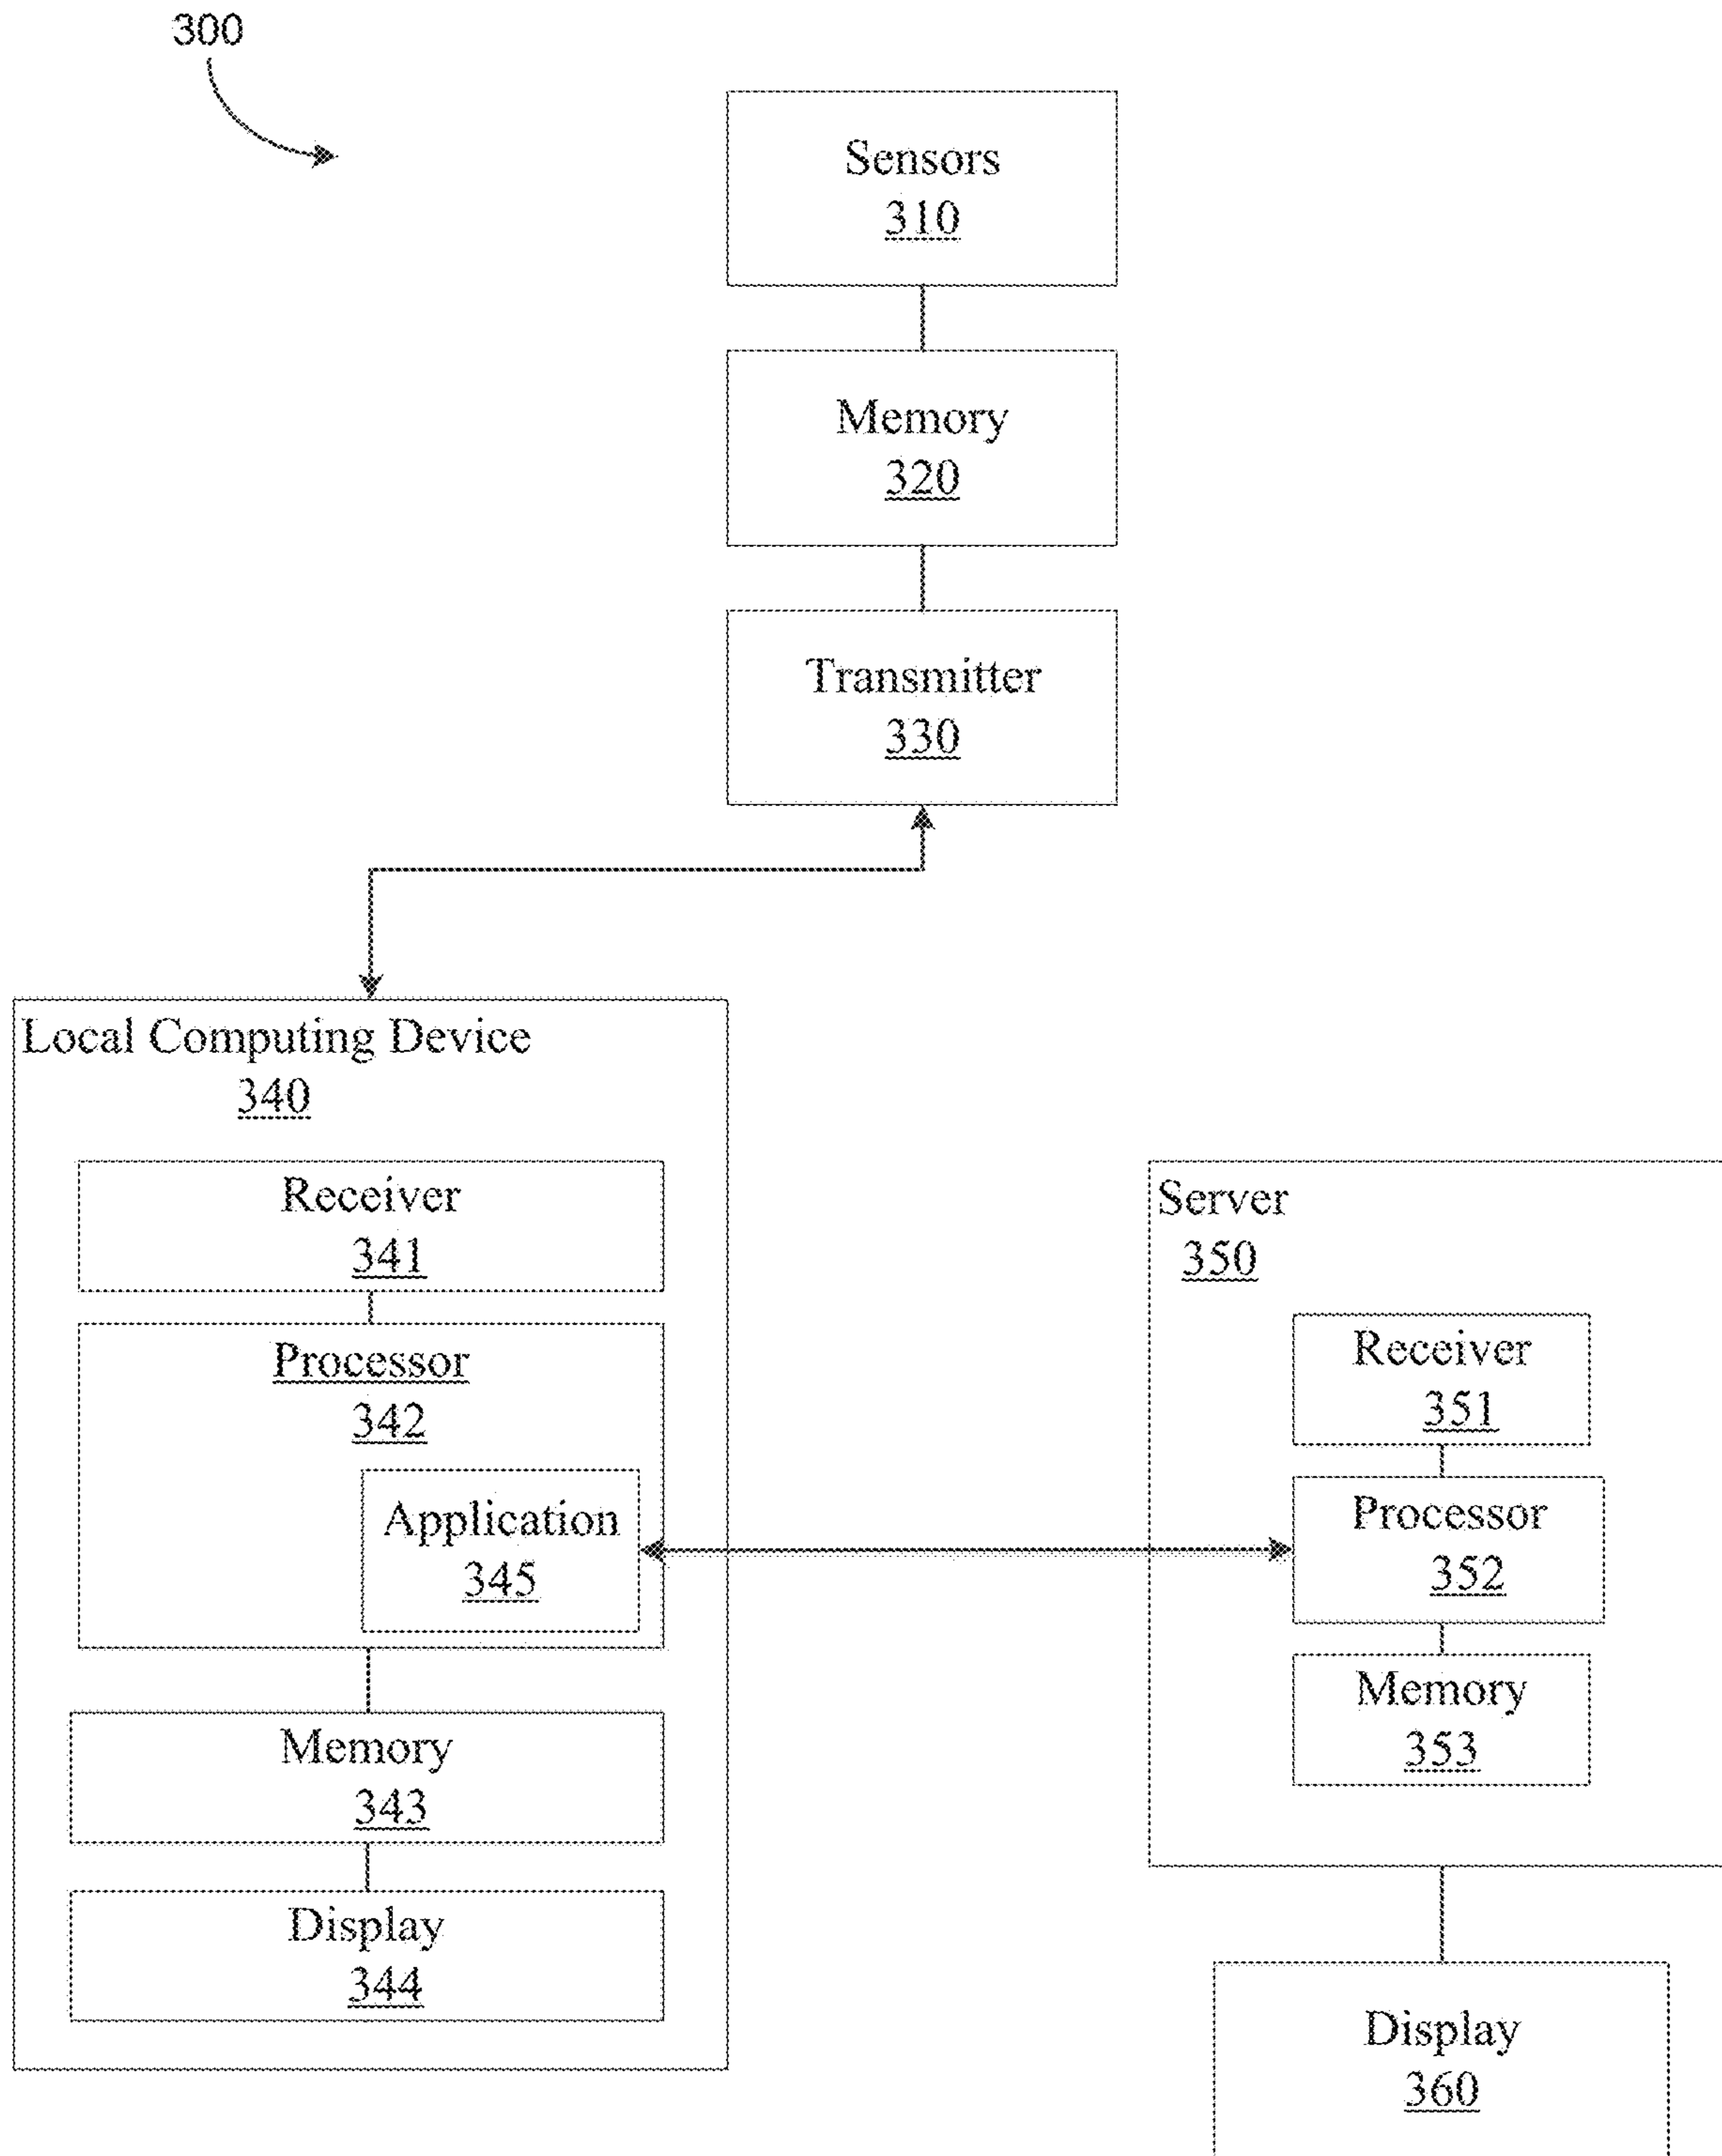 300
Sensors
310
Memory
320
Transmitter
330
Local Computing Device
340
Receiver
341
Processor
342
Application
345
Memory
343
Display
344
Server
350
Receiver
351
Processor
352
Memory
353
Display
360